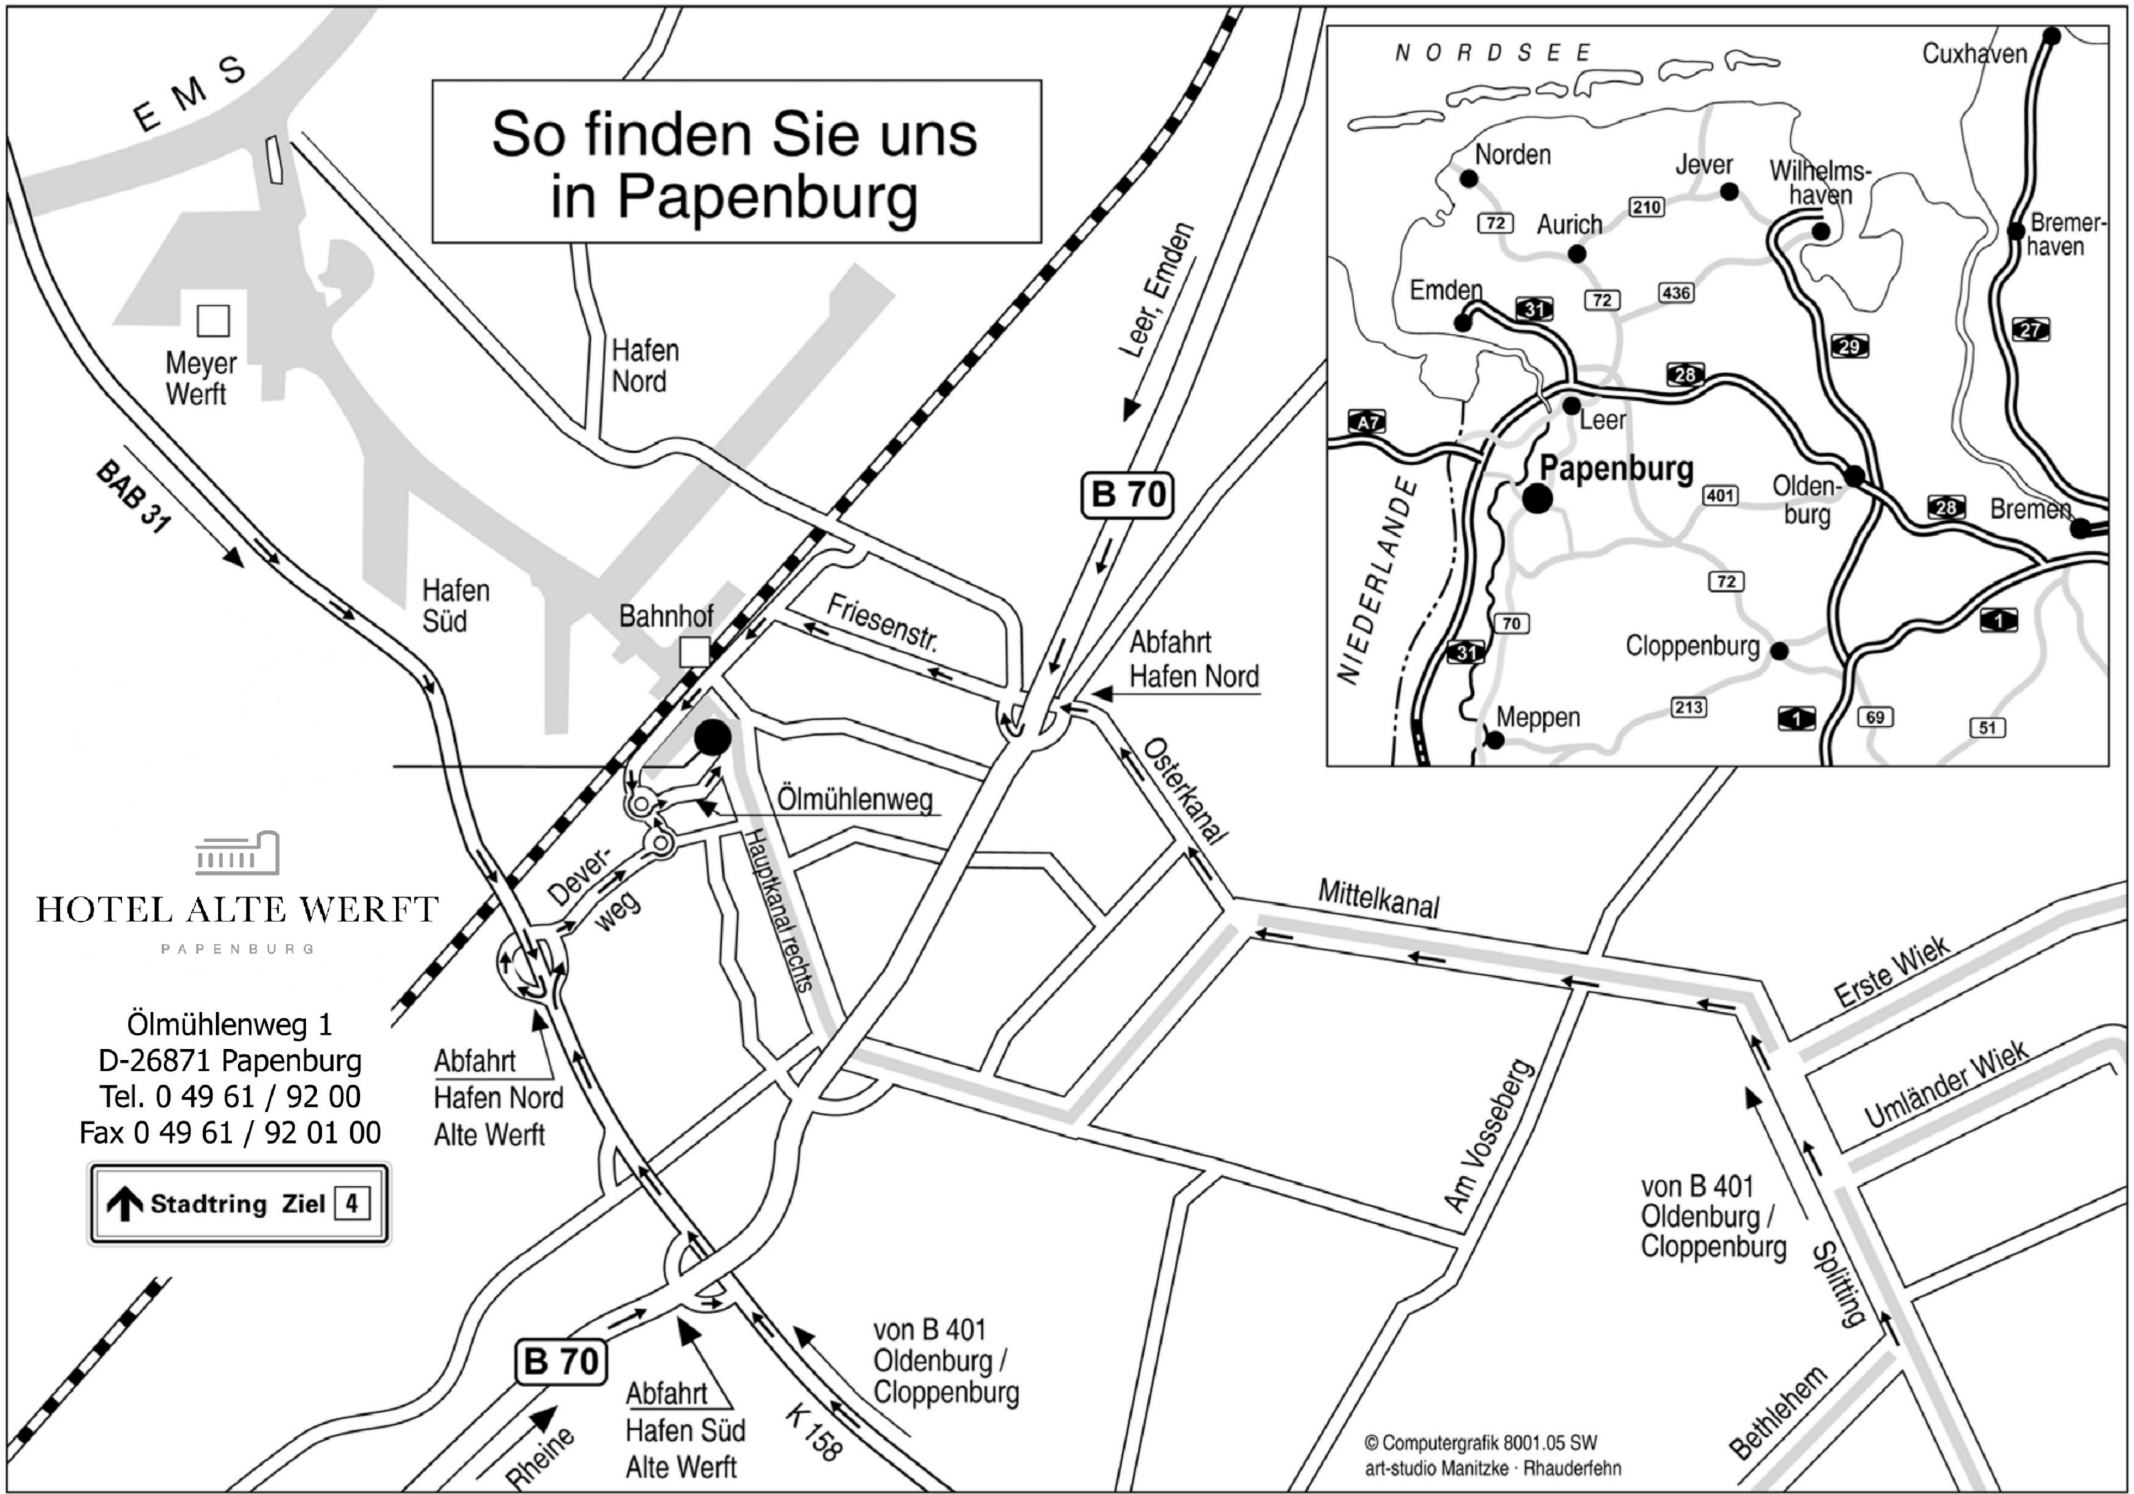 EMS
So finden Sie uns
in Papenburg
Meyer
Werft
Hafen
Nord
Leer, Emden
BAB 31
B 70
Hafen
Süd
Bahnhof
Friesenstr.
Abfahrt
Hafen Nord
Osterkanal
Ölmühlenweg
Dever-
weg
Hauptkanal rechts
Mittelkanal
Erste Wiek
Umländer Wiek
Am Vosseberg
von B 401
Oldenburg /
Cloppenburg
Splitting
Bethlehem
HOTEL ALTE WERFT
PAPENBURG
Ölmühlenweg 1
D-26871 Papenburg
Tel. 0 49 61 / 92 00
Fax 0 49 61 / 92 01 00
Stadtring Ziel 4
Abfahrt
Hafen Nord
Alte Werft
B 70
Rheine
Abfahrt
Hafen Süd
Alte Werft
K 158
von B 401
Oldenburg /
Cloppenburg
© Computergrafik 8001.05 SW
art-studio Manitzke · Rhauderfehn
NORDSEE
Cuxhaven
Norden
Jever
Wilhelms-
haven
210
72
Aurich
Bremer-
haven
Emden
31
72
436
27
29
28
A7
Leer
Papenburg
401
Olden-
burg
28
Bremen
NIEDERLANDE
72
70
1
31
Cloppenburg
213
Meppen
1
69
51